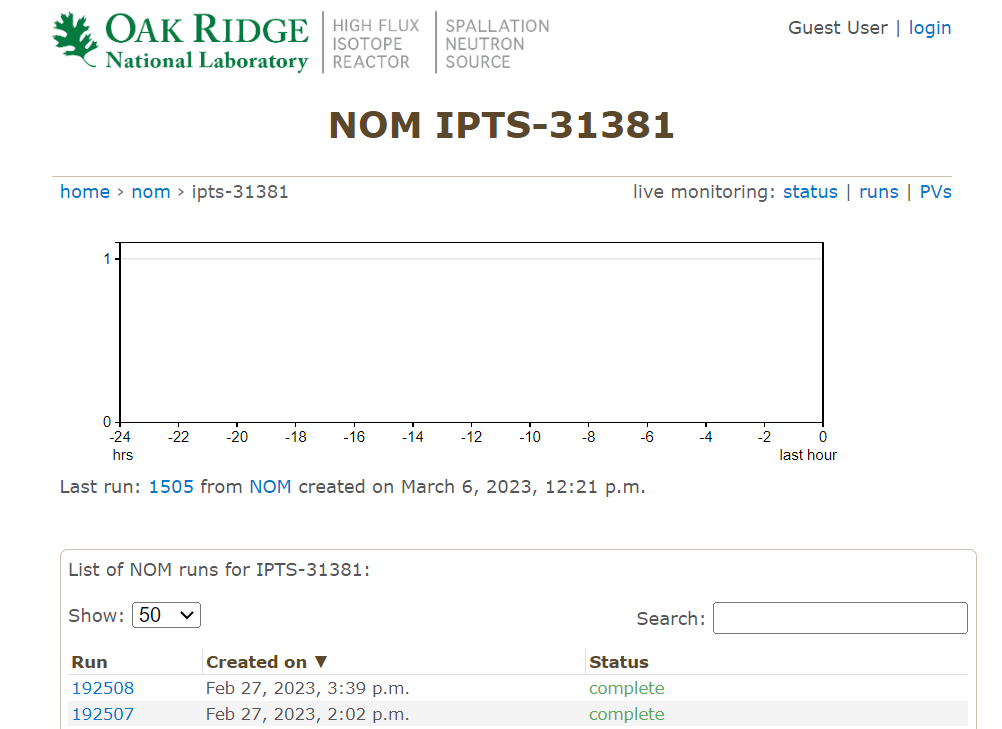 OAK RIDGE
National Laboratory
HIGH FLUX
ISOTOPE
REACTOR
SPALLATION
NEUTRON
SOURCE
Guest User | login
NOM IPTS-31381
home › nom › ipts-31381
live monitoring: status | runs | PVs
1
0
-24 -22 -20 -18 -16 -14 -12 -10 -8 -6 -4 -2 0
hrs last hour
Last run: 1505 from NOM created on March 6, 2023, 12:21 p.m.
List of NOM runs for IPTS-31381:
Show: 50
Search:
Run Created on ▼ Status
192508 Feb 27, 2023, 3:39 p.m. complete
192507 Feb 27, 2023, 2:02 p.m. complete